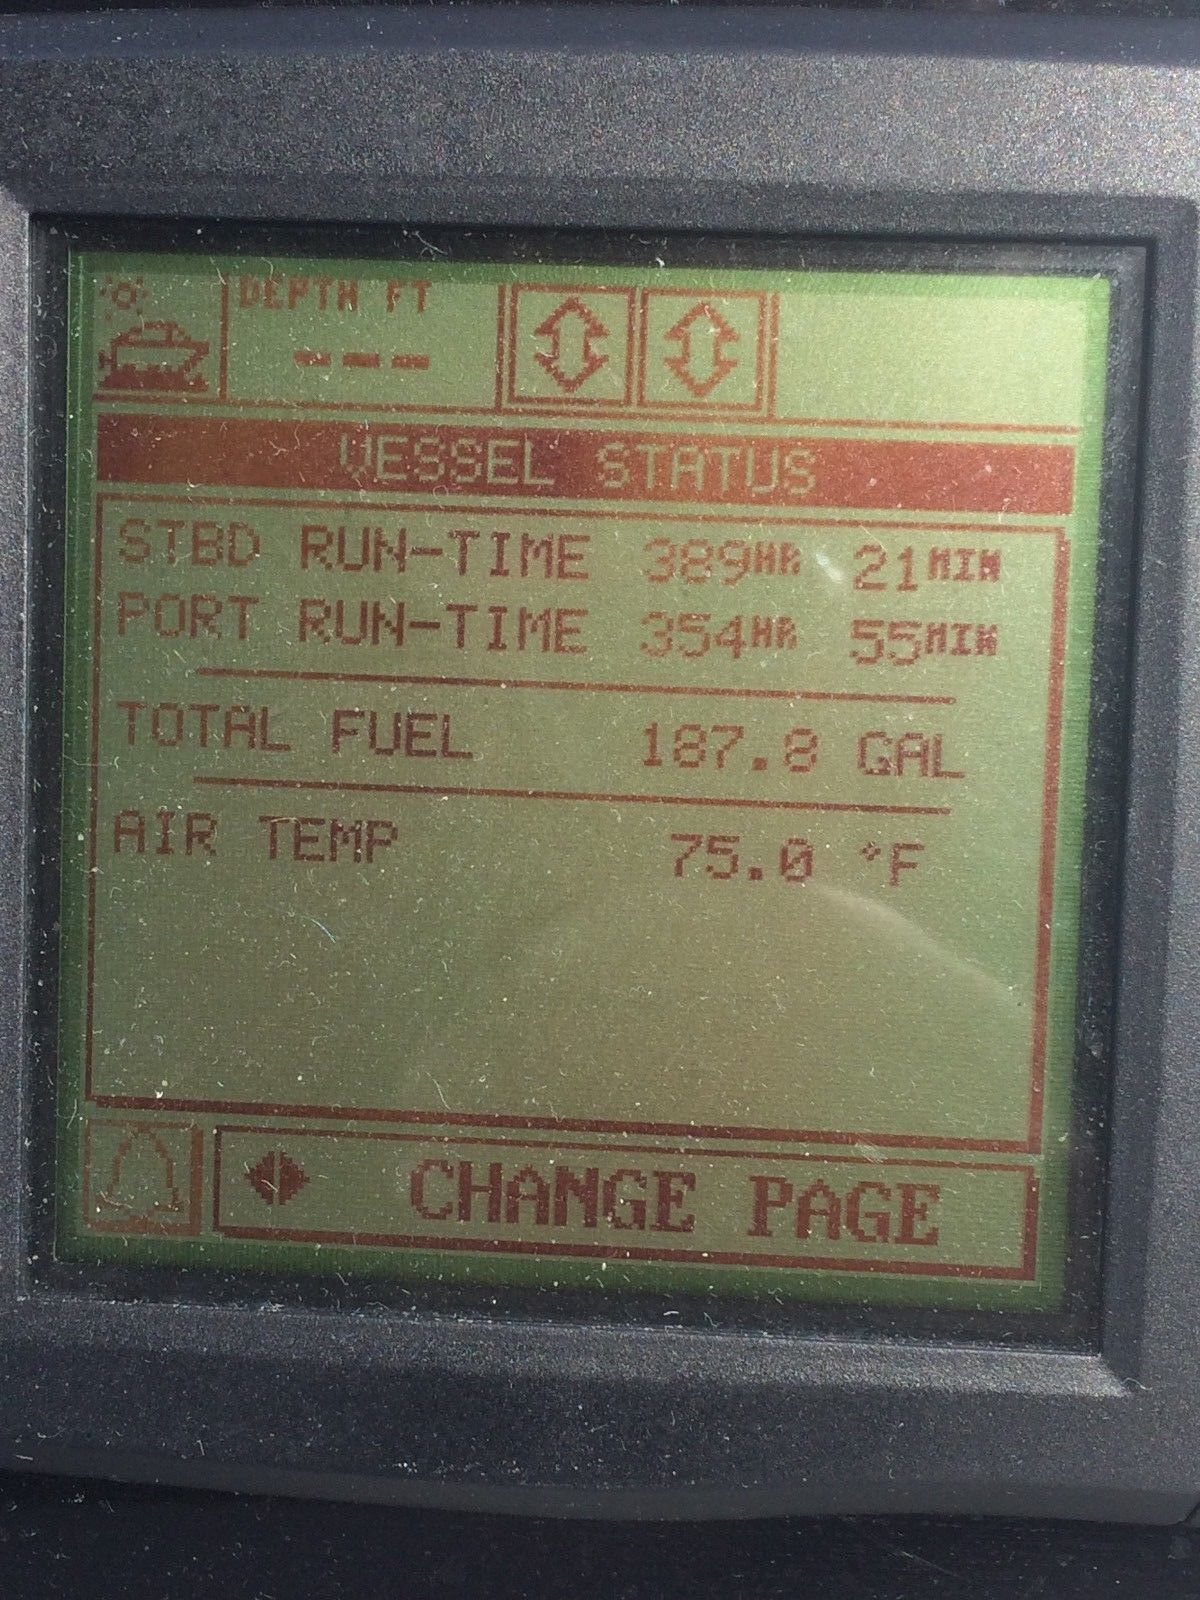 DEPTH FT
---
VESSEL STATUS
STBD RUN-TIME 389HR 21MIN
PORT RUN-TIME 354HR 55MIN
TOTAL FUEL 187.8 GAL
AIR TEMP 75.0 °F
CHANGE PAGE